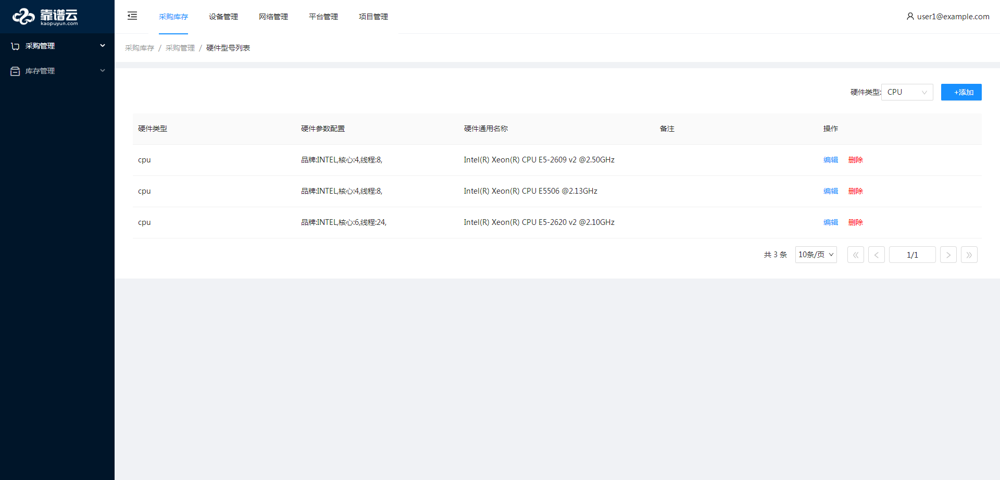 靠谱云
kaopuyun.com
采购管理
库存管理
采购库存 设备管理 网络管理 平台管理 项目管理
user1@example.com
采购库存 / 采购管理 / 硬件型号列表
硬件类型: CPU +添加
硬件类型 硬件参数配置 硬件通用名称 备注 操作
cpu 品牌:INTEL,核心:4,线程:8, Intel(R) Xeon(R) CPU E5-2609 v2 @2.50GHz 编辑 删除
cpu 品牌:INTEL,核心:4,线程:8, Intel(R) Xeon(R) CPU E5506 @2.13GHz 编辑 删除
cpu 品牌:INTEL,核心:6,线程:24, Intel(R) Xeon(R) CPU E5-2620 v2 @2.10GHz 编辑 删除
共 3 条 10条/页 1/1